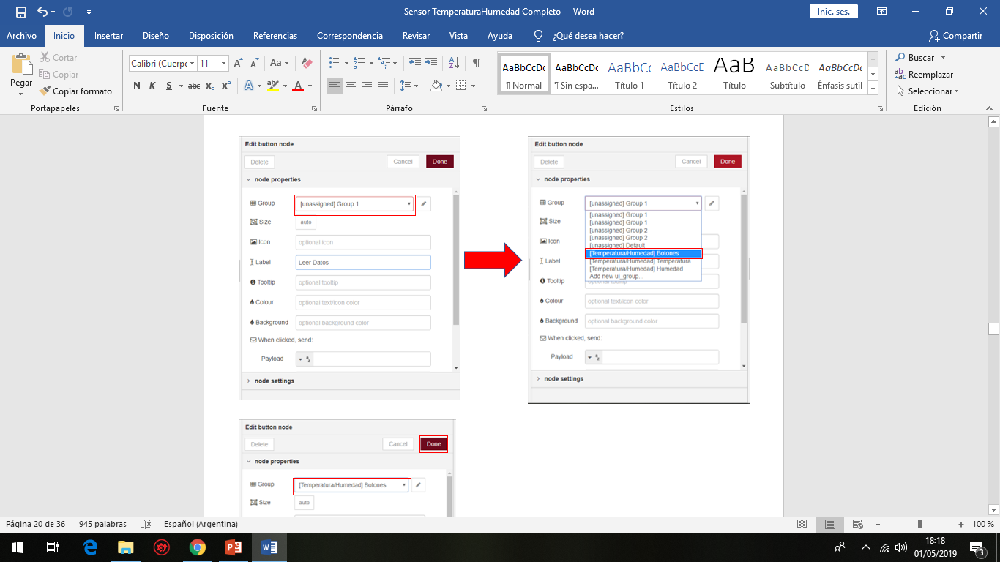 Sensor TemperaturaHumedad Completo - Word
Inic. ses.
Archivo Inicio Insertar Diseño Disposición Referencias Correspondencia Revisar Vista Ayuda ¿Qué desea hacer? Compartir
Pegar
Cortar
Copiar
Copiar formato
Portapapeles
Calibri (Cuerpo 11 A A Aa
N K S abc x₂ x² A ab A
Fuente
Párrafo
AaBbCcDc AaBbCcDc AaBbCc AaBbCcD AaB AaBbCcD AaBbCcDc
¶ Normal ¶ Sin espa... Título 1 Título 2 Título Subtítulo Énfasis sutil
Estilos
Buscar
Reemplazar
Seleccionar
Edición
Edit button node
Delete Cancel Done
node properties
Group [unassigned] Group 1
Size auto
Icon optional icon
Label Leer Datos
Tooltip optional tooltip
Colour optional text/icon color
Background optional background color
When clicked, send:
Payload
node settings
Edit button node
Delete Cancel Done
node properties
Group [unassigned] Group 1
[unassigned] Group 1
Size [unassigned] Group 1
[unassigned] Group 2
[unassigned] Group 2
Icon [unassigned] Default
[Temperatura/Humedad] Botones
Label [Temperatura/Humedad] Temperatura
[Temperatura/Humedad] Humedad
Add new ui_group...
Tooltip optional tooltip
Colour optional text/icon color
Background optional background color
When clicked, send:
Payload
node settings
Edit button node
Delete Cancel Done
node properties
Group [Temperatura/Humedad] Botones
Size auto
Página 20 de 36 945 palabras Español (Argentina) 100 %
18:18
01/05/2019
3